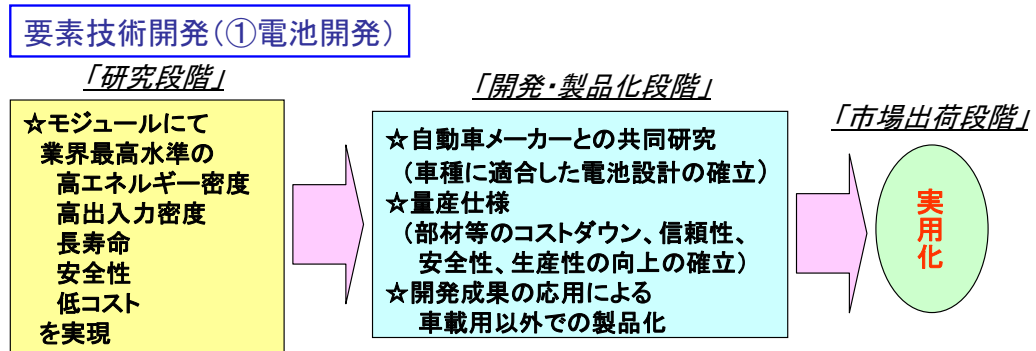 要素技術開発(①電池開発)
「研究段階」
☆モジュールにて
業界最高水準の
高エネルギー密度
高出入力密度
長寿命
安全性
低コスト
を実現
「開発・製品化段階」
☆自動車メーカーとの共同研究
(車種に適合した電池設計の確立)
☆量産仕様
(部材等のコストダウン、信頼性、
安全性、生産性の向上の確立)
☆開発成果の応用による
車載用以外での製品化
「市場出荷段階」
実用化